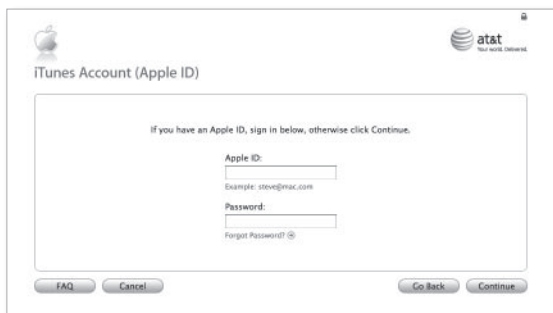 at&t
Your world. Delivered.
iTunes Account (Apple ID)
If you have an Apple ID, sign in below, otherwise click Continue.
Apple ID:
Example: steve@mac.com
Password:
Forgot Password?
FAQ Cancel Go Back Continue